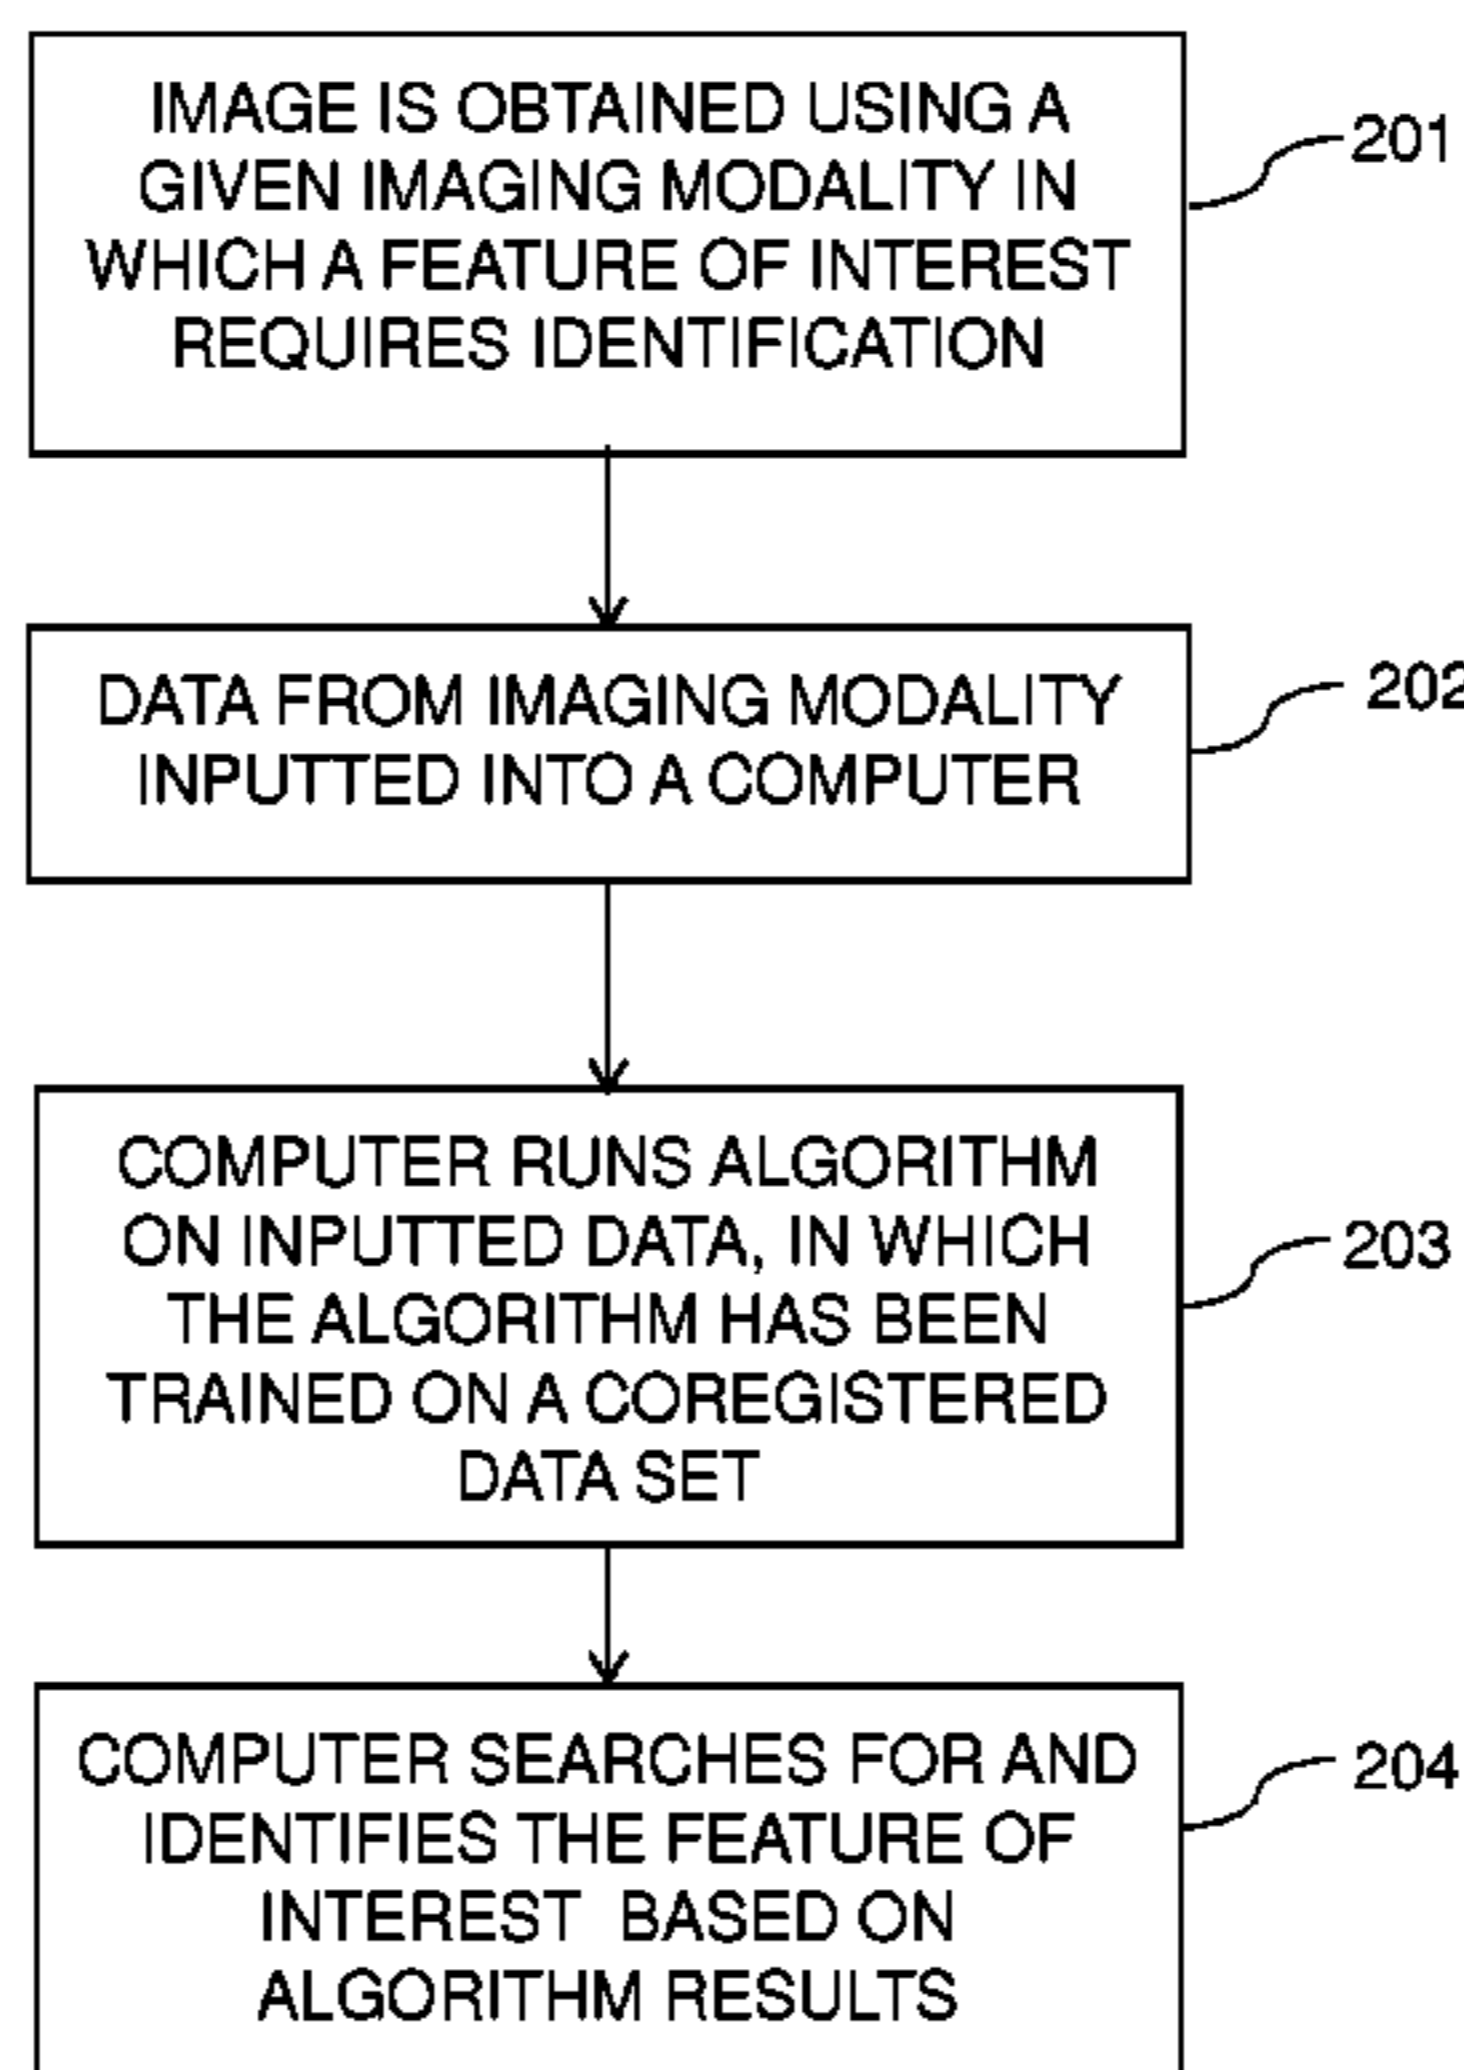 IMAGE IS OBTAINED USING A
GIVEN IMAGING MODALITY IN
WHICH A FEATURE OF INTEREST
REQUIRES IDENTIFICATION
201
DATA FROM IMAGING MODALITY
INPUTTED INTO A COMPUTER
202
COMPUTER RUNS ALGORITHM
ON INPUTTED DATA, IN WHICH
THE ALGORITHM HAS BEEN
TRAINED ON A COREGISTERED
DATA SET
203
COMPUTER SEARCHES FOR AND
IDENTIFIES THE FEATURE OF
INTEREST BASED ON
ALGORITHM RESULTS
204